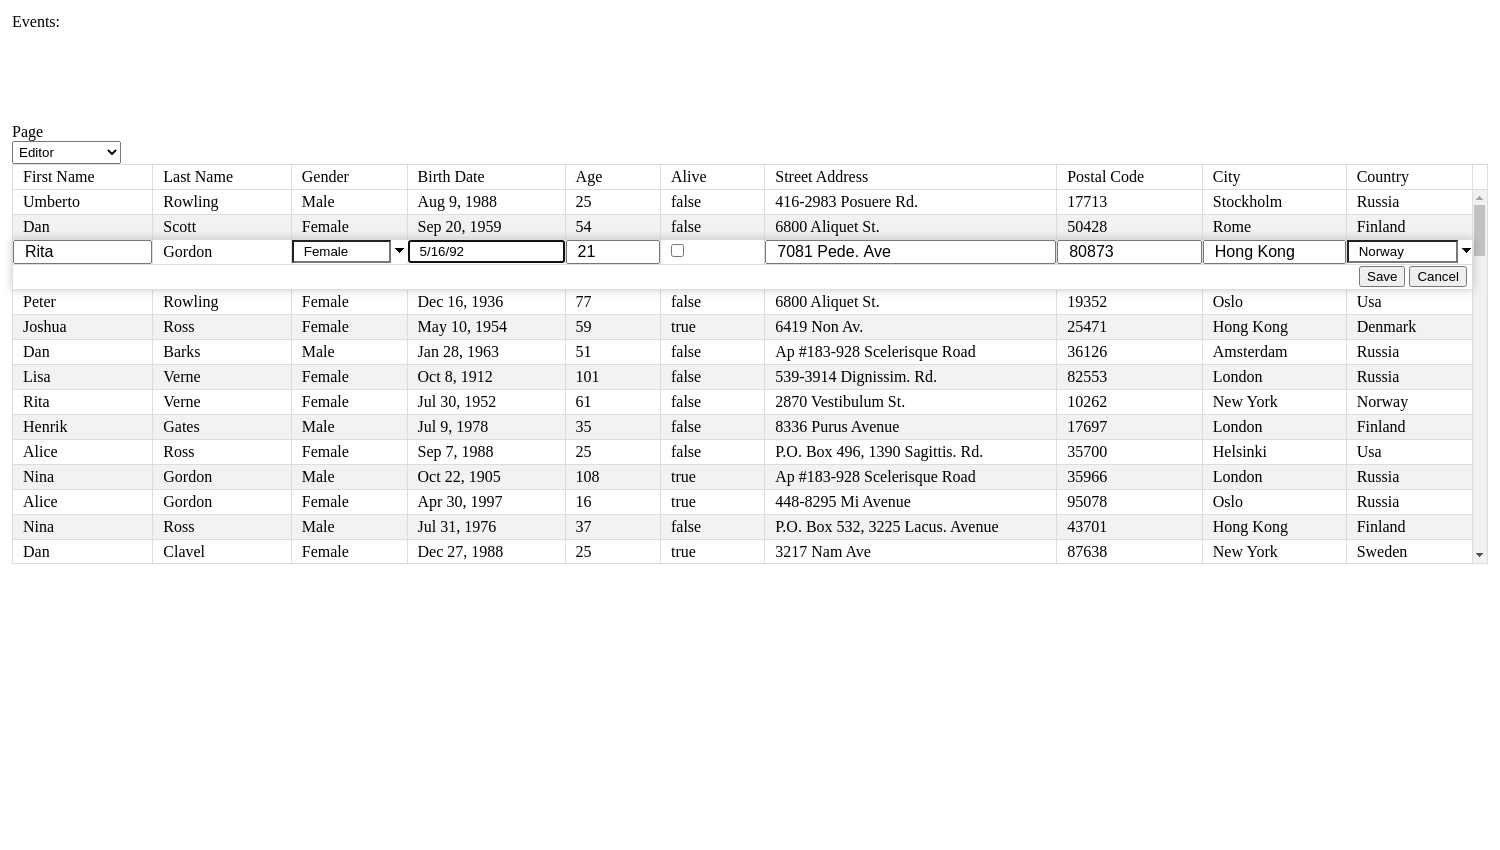 Events:
Page
Editor
First Name Last Name Gender Birth Date Age Alive Street Address Postal Code City Country
Umberto Rowling Male Aug 9, 1988 25 false 416-2983 Posuere Rd. 17713 Stockholm Russia
Dan Scott Female Sep 20, 1959 54 false 6800 Aliquet St. 50428 Rome Finland
Rita Gordon Female 5/16/92 21 7081 Pede. Ave 80873 Hong Kong Norway
Save Cancel
Peter Rowling Female Dec 16, 1936 77 false 6800 Aliquet St. 19352 Oslo Usa
Joshua Ross Female May 10, 1954 59 true 6419 Non Av. 25471 Hong Kong Denmark
Dan Barks Male Jan 28, 1963 51 false Ap #183-928 Scelerisque Road 36126 Amsterdam Russia
Lisa Verne Female Oct 8, 1912 101 false 539-3914 Dignissim. Rd. 82553 London Russia
Rita Verne Female Jul 30, 1952 61 false 2870 Vestibulum St. 10262 New York Norway
Henrik Gates Male Jul 9, 1978 35 false 8336 Purus Avenue 17697 London Finland
Alice Ross Female Sep 7, 1988 25 false P.O. Box 496, 1390 Sagittis. Rd. 35700 Helsinki Usa
Nina Gordon Male Oct 22, 1905 108 true Ap #183-928 Scelerisque Road 35966 London Russia
Alice Gordon Female Apr 30, 1997 16 true 448-8295 Mi Avenue 95078 Oslo Russia
Nina Ross Male Jul 31, 1976 37 false P.O. Box 532, 3225 Lacus. Avenue 43701 Hong Kong Finland
Dan Clavel Female Dec 27, 1988 25 true 3217 Nam Ave 87638 New York Sweden